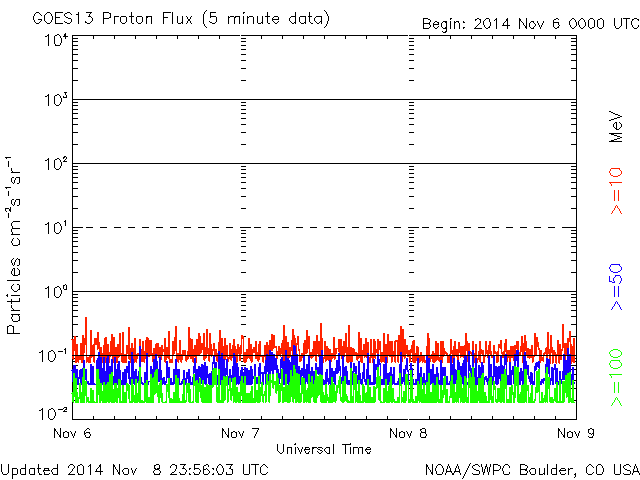 GOES13 Proton Flux (5 minute data)
Begin: 2014 Nov 6 0000 UTC
Particles cm⁻²s⁻¹sr⁻¹
10⁴
10³
10²
10¹
10⁰
10⁻¹
10⁻²
Nov 6
Nov 7
Nov 8
Nov 9
Universal Time
MeV
>=10
>=50
>=100
Updated 2014 Nov 8 23:56:03 UTC
NOAA/SWPC Boulder, CO USA